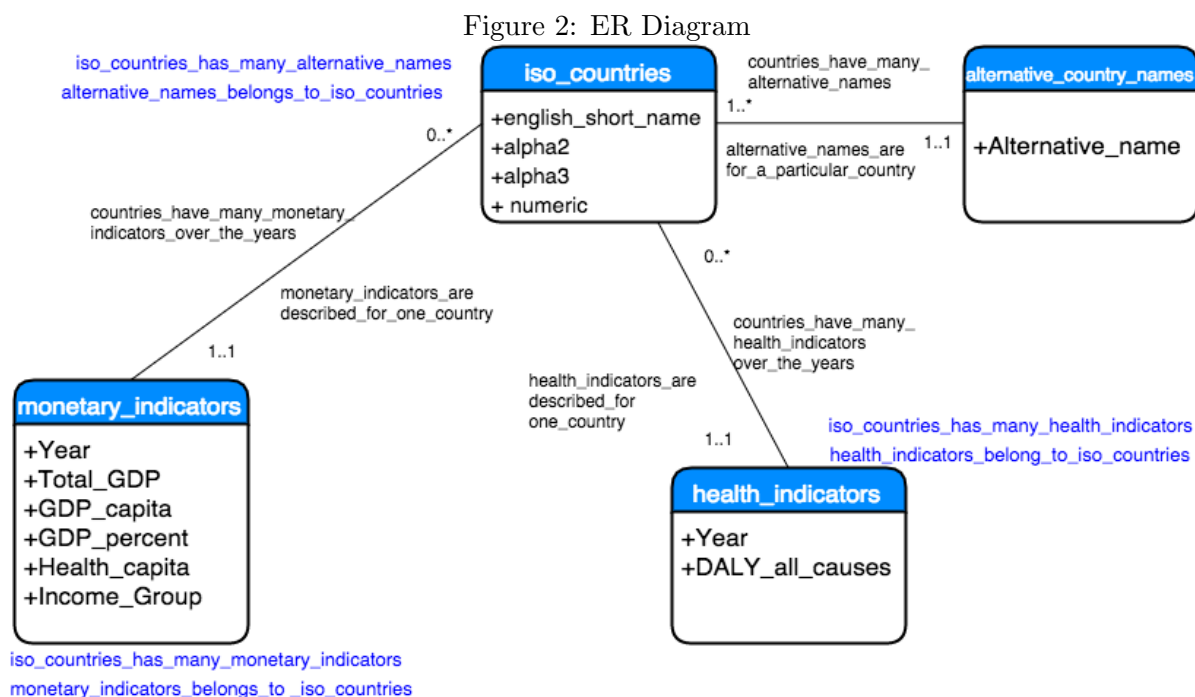 Figure 2: ER Diagram
iso_countries_has_many_alternative_names
alternative_names_belongs_to_iso_countries
iso_countries
+english_short_name
+alpha2
+alpha3
+ numeric
countries_have_many_
alternative_names
1..*
1..1
alternative_names_are
for_a_particular_country
alternative_country_names
+Alternative_name
0..*
countries_have_many_monetary_
indicators_over_the_years
monetary_indicators_are
described_for_one_country
1..1
0..*
countries_have_many_
health_indicators
over_the_years
health_indicators_are
described_for
one_country
1..1
monetary_indicators
+Year
+Total_GDP
+GDP_capita
+GDP_percent
+Health_capita
+Income_Group
iso_countries_has_many_health_indicators
health_indicators_belong_to_iso_countries
health_indicators
+Year
+DALY_all_causes
iso_countries_has_many_monetary_indicators
monetary_indicators_belongs_to _iso_countries